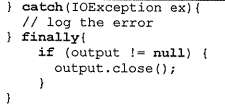 } catch(IOException ex){
  // log the error
} finally{
    if (output != null) {
      output.close();
    }
}